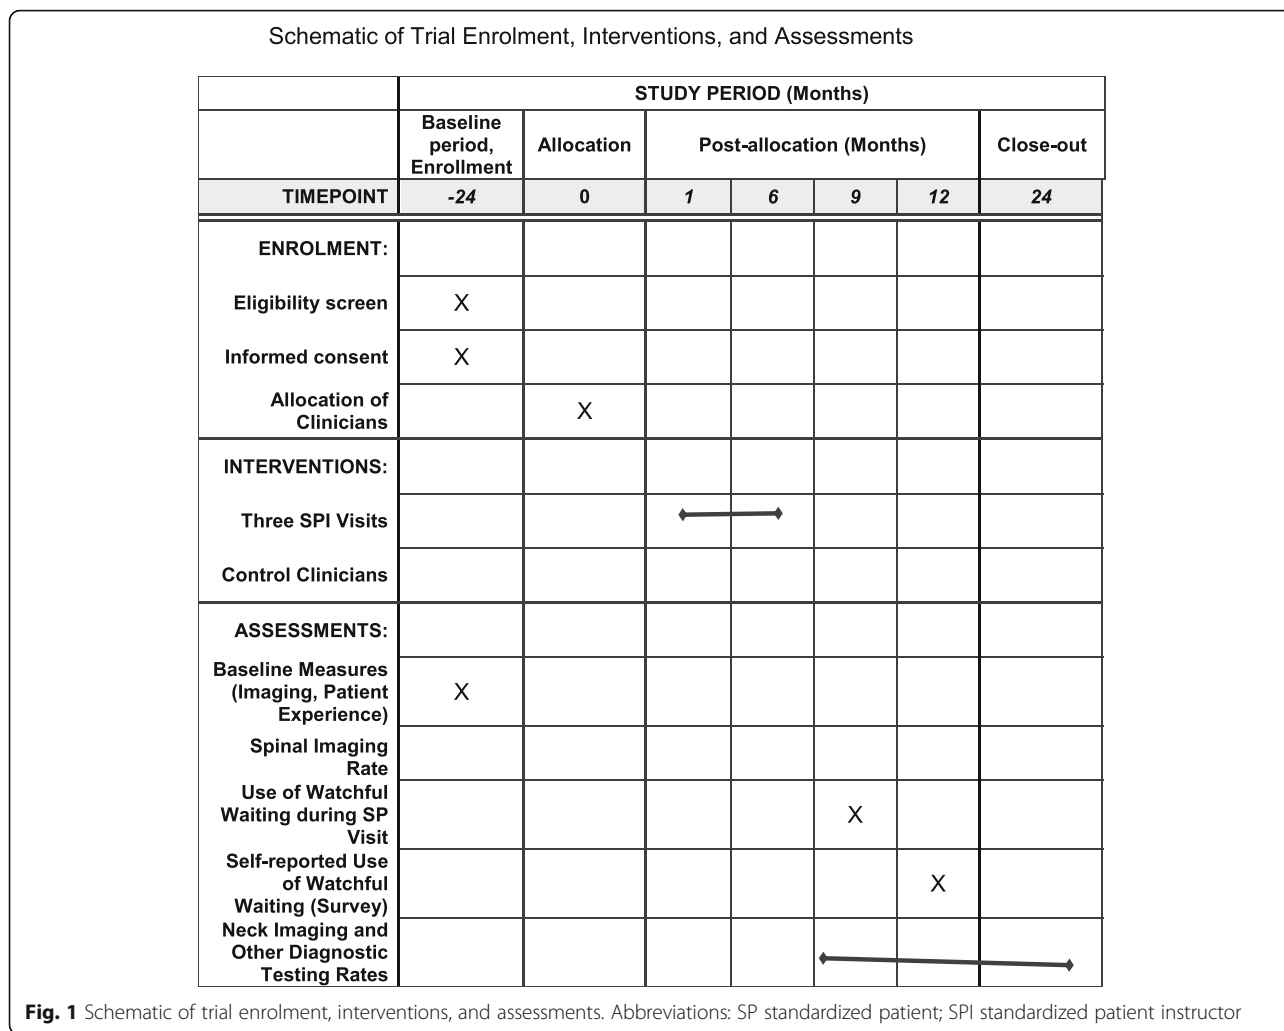 Schematic of Trial Enrolment, Interventions, and Assessments
STUDY PERIOD (Months)
Baseline
period,
Enrollment
Allocation
Post-allocation (Months)
Close-out
TIMEPOINT -24 0 1 6 9 12 24
ENROLMENT:
Eligibility screen X
Informed consent X
Allocation of
Clinicians
X
INTERVENTIONS:
Three SPI Visits
Control Clinicians
ASSESSMENTS:
Baseline Measures
(Imaging, Patient
Experience)
X
Spinal Imaging
Rate
Use of Watchful
Waiting during SP
Visit
X
Self-reported Use
of Watchful
Waiting (Survey)
X
Neck Imaging and
Other Diagnostic
Testing Rates
Fig. 1 Schematic of trial enrolment, interventions, and assessments. Abbreviations: SP standardized patient; SPI standardized patient instructor